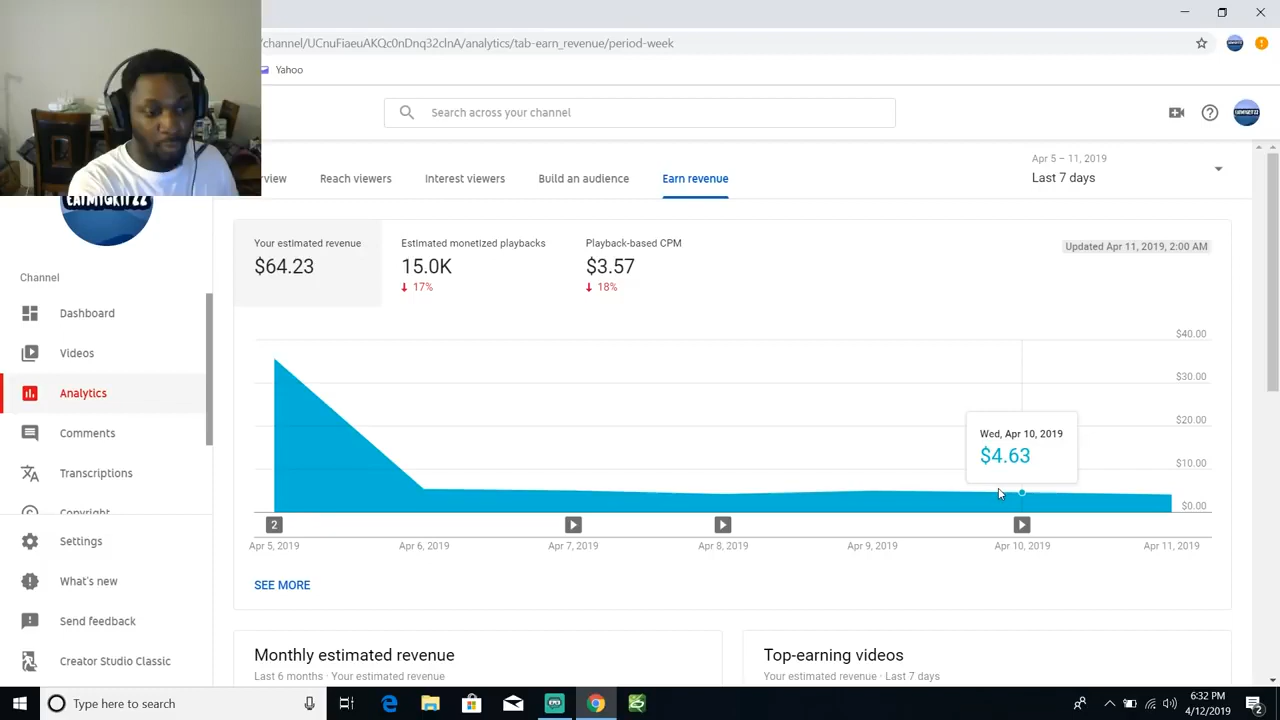 /channel/UCnuFiaeuAKQc0nDnq32clnA/analytics/tab-earn_revenue/period-week
Yahoo
Search across your channel
EATMYGRITZZ
rview
Reach viewers
Interest viewers
Build an audience
Earn revenue
Apr 5 – 11, 2019
Last 7 days
Channel
Dashboard
Videos
Analytics
Comments
Transcriptions
Copyright
Settings
What's new
Send feedback
Creator Studio Classic
Your estimated revenue
$64.23
Estimated monetized playbacks
15.0K
17%
Playback-based CPM
$3.57
18%
Updated Apr 11, 2019, 2:00 AM
$40.00
$30.00
$20.00
$10.00
$0.00
Wed, Apr 10, 2019
$4.63
2
Apr 5, 2019
Apr 6, 2019
Apr 7, 2019
Apr 8, 2019
Apr 9, 2019
Apr 10, 2019
Apr 11, 2019
SEE MORE
Monthly estimated revenue
Last 6 months · Your estimated revenue
Top-earning videos
Your estimated revenue · Last 7 days
Type here to search
6:32 PM
4/12/2019
2